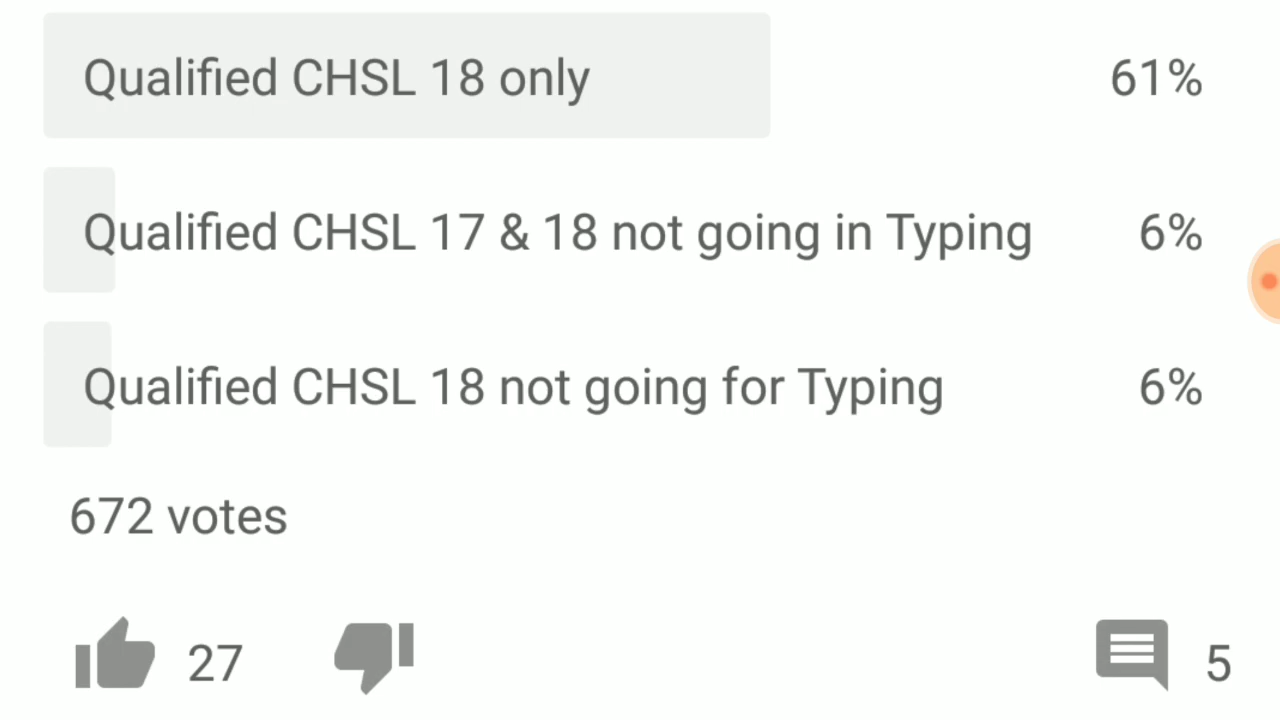 Qualified CHSL 18 only 61%
Qualified CHSL 17 & 18 not going in Typing 6%
Qualified CHSL 18 not going for Typing 6%
672 votes
27 5